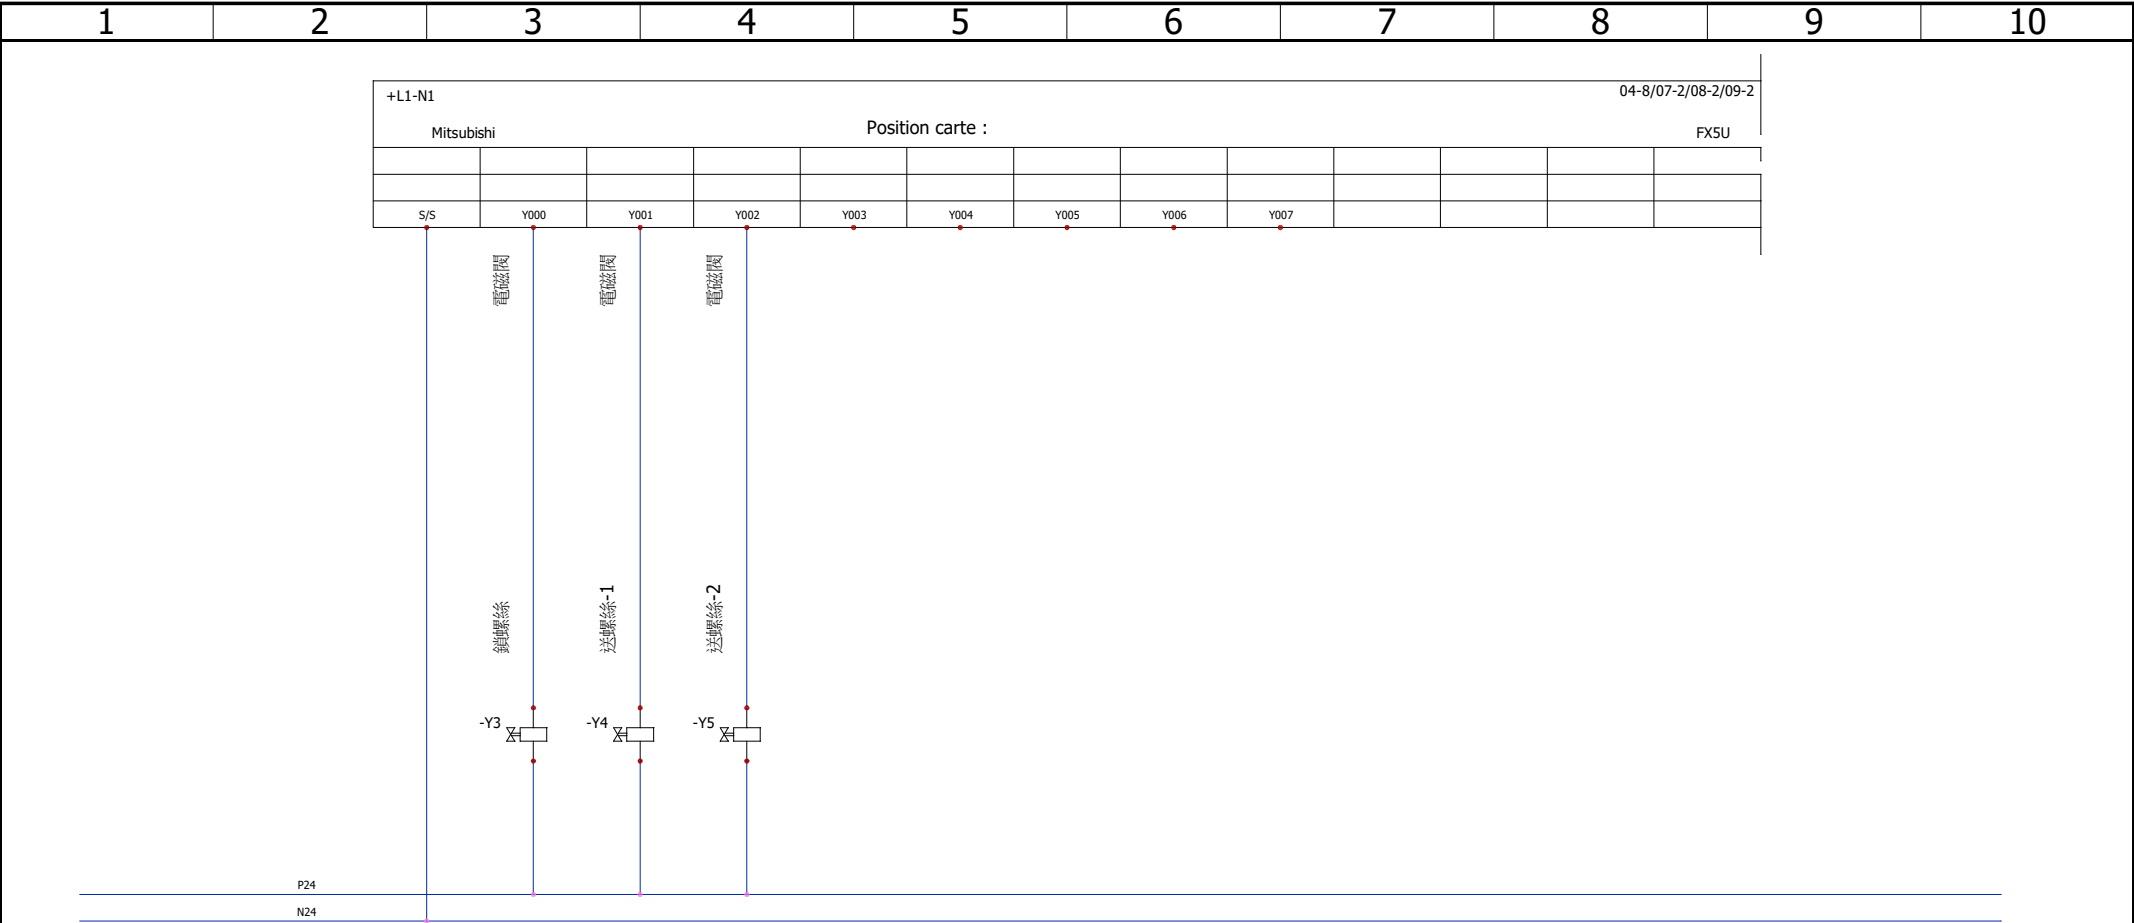 1 2 3 4 5 6 7 8 9 10
+L1-N1 04-8/07-2/08-2/09-2
Mitsubishi Position carte : FX5U
S/S Y000 Y001 Y002 Y003 Y004 Y005 Y006 Y007
電磁閥 電磁閥 電磁閥
鎖螺絲 送螺絲-1 送螺絲-2
-Y3 -Y4 -Y5
P24
N24